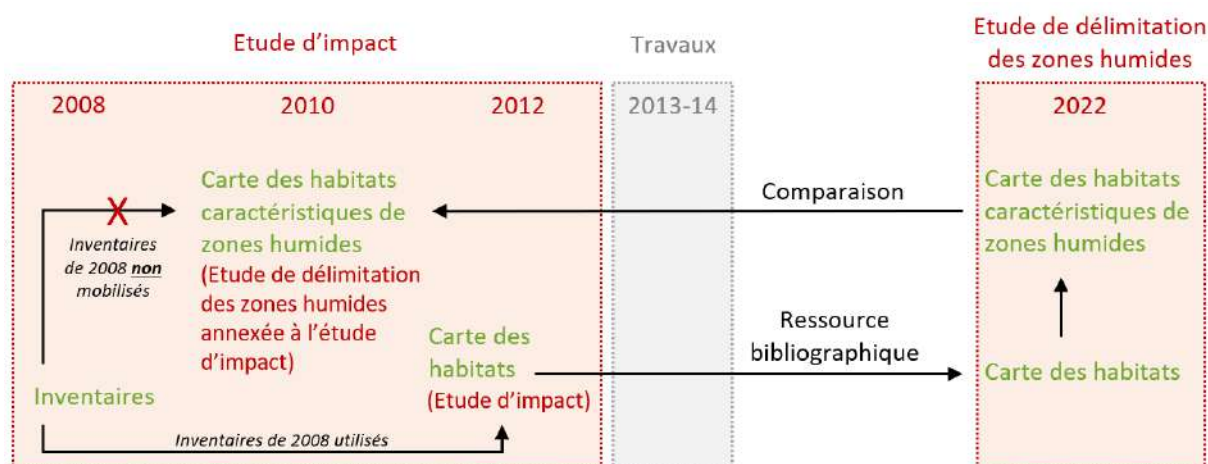 Etude d'impact
Travaux
Etude de délimitation
des zones humides
2008
2010
2012
2013-14
2022
Carte des habitats
caractéristiques de
zones humides
(Etude de délimitation
des zones humides
annexée à l'étude
d'impact)
Inventaires
de 2008 non
mobilisés
Comparaison
Carte des habitats
caractéristiques de
zones humides
Carte des
habitats
(Etude d'impact)
Ressource
bibliographique
Carte des habitats
Inventaires
Inventaires de 2008 utilisés